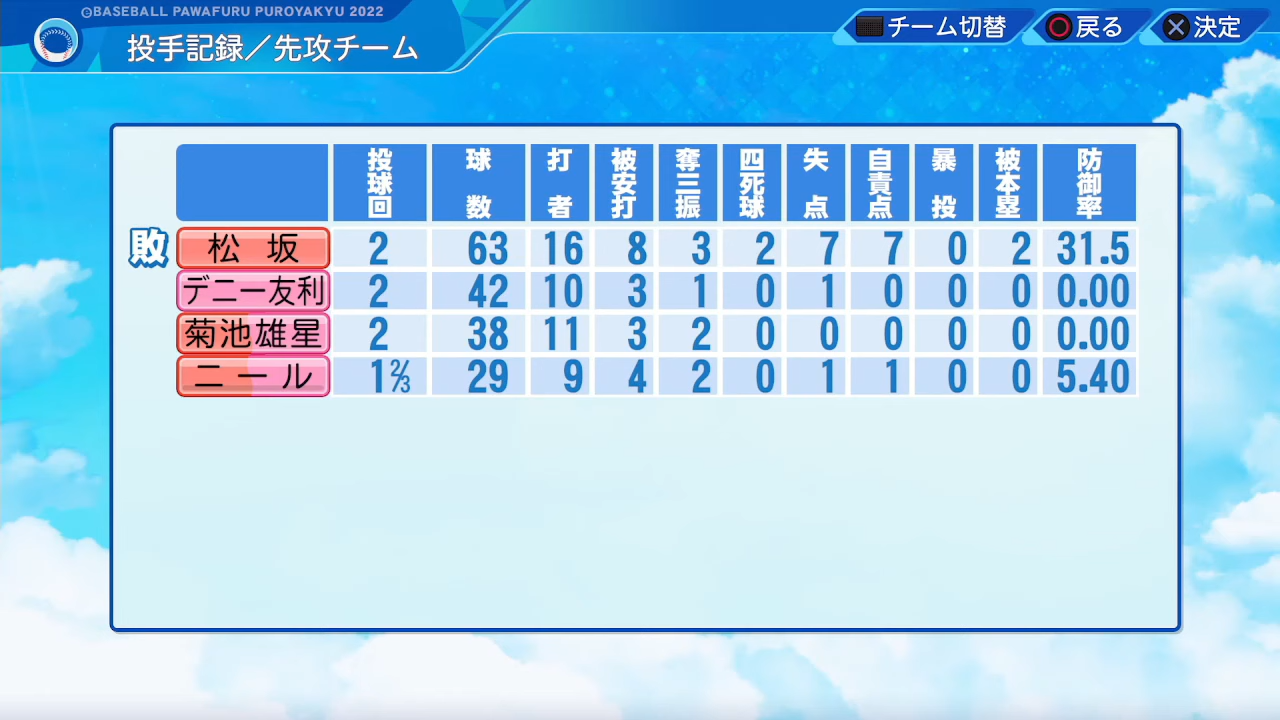 ©BASEBALL PAWAFURU PUROYAKYU 2022
投手記録／先攻チーム
チーム切替 戻る 決定
投球回 球数 打者 被安打 奪三振 四死球 失点 自責点 暴投 被本塁 防御率
敗 松坂 2 63 16 8 3 2 7 7 0 2 31.5
デニー友利 2 42 10 3 1 0 1 0 0 0 0.00
菊池雄星 2 38 11 3 2 0 0 0 0 0 0.00
ニール 1⅔ 29 9 4 2 0 1 1 0 0 5.40